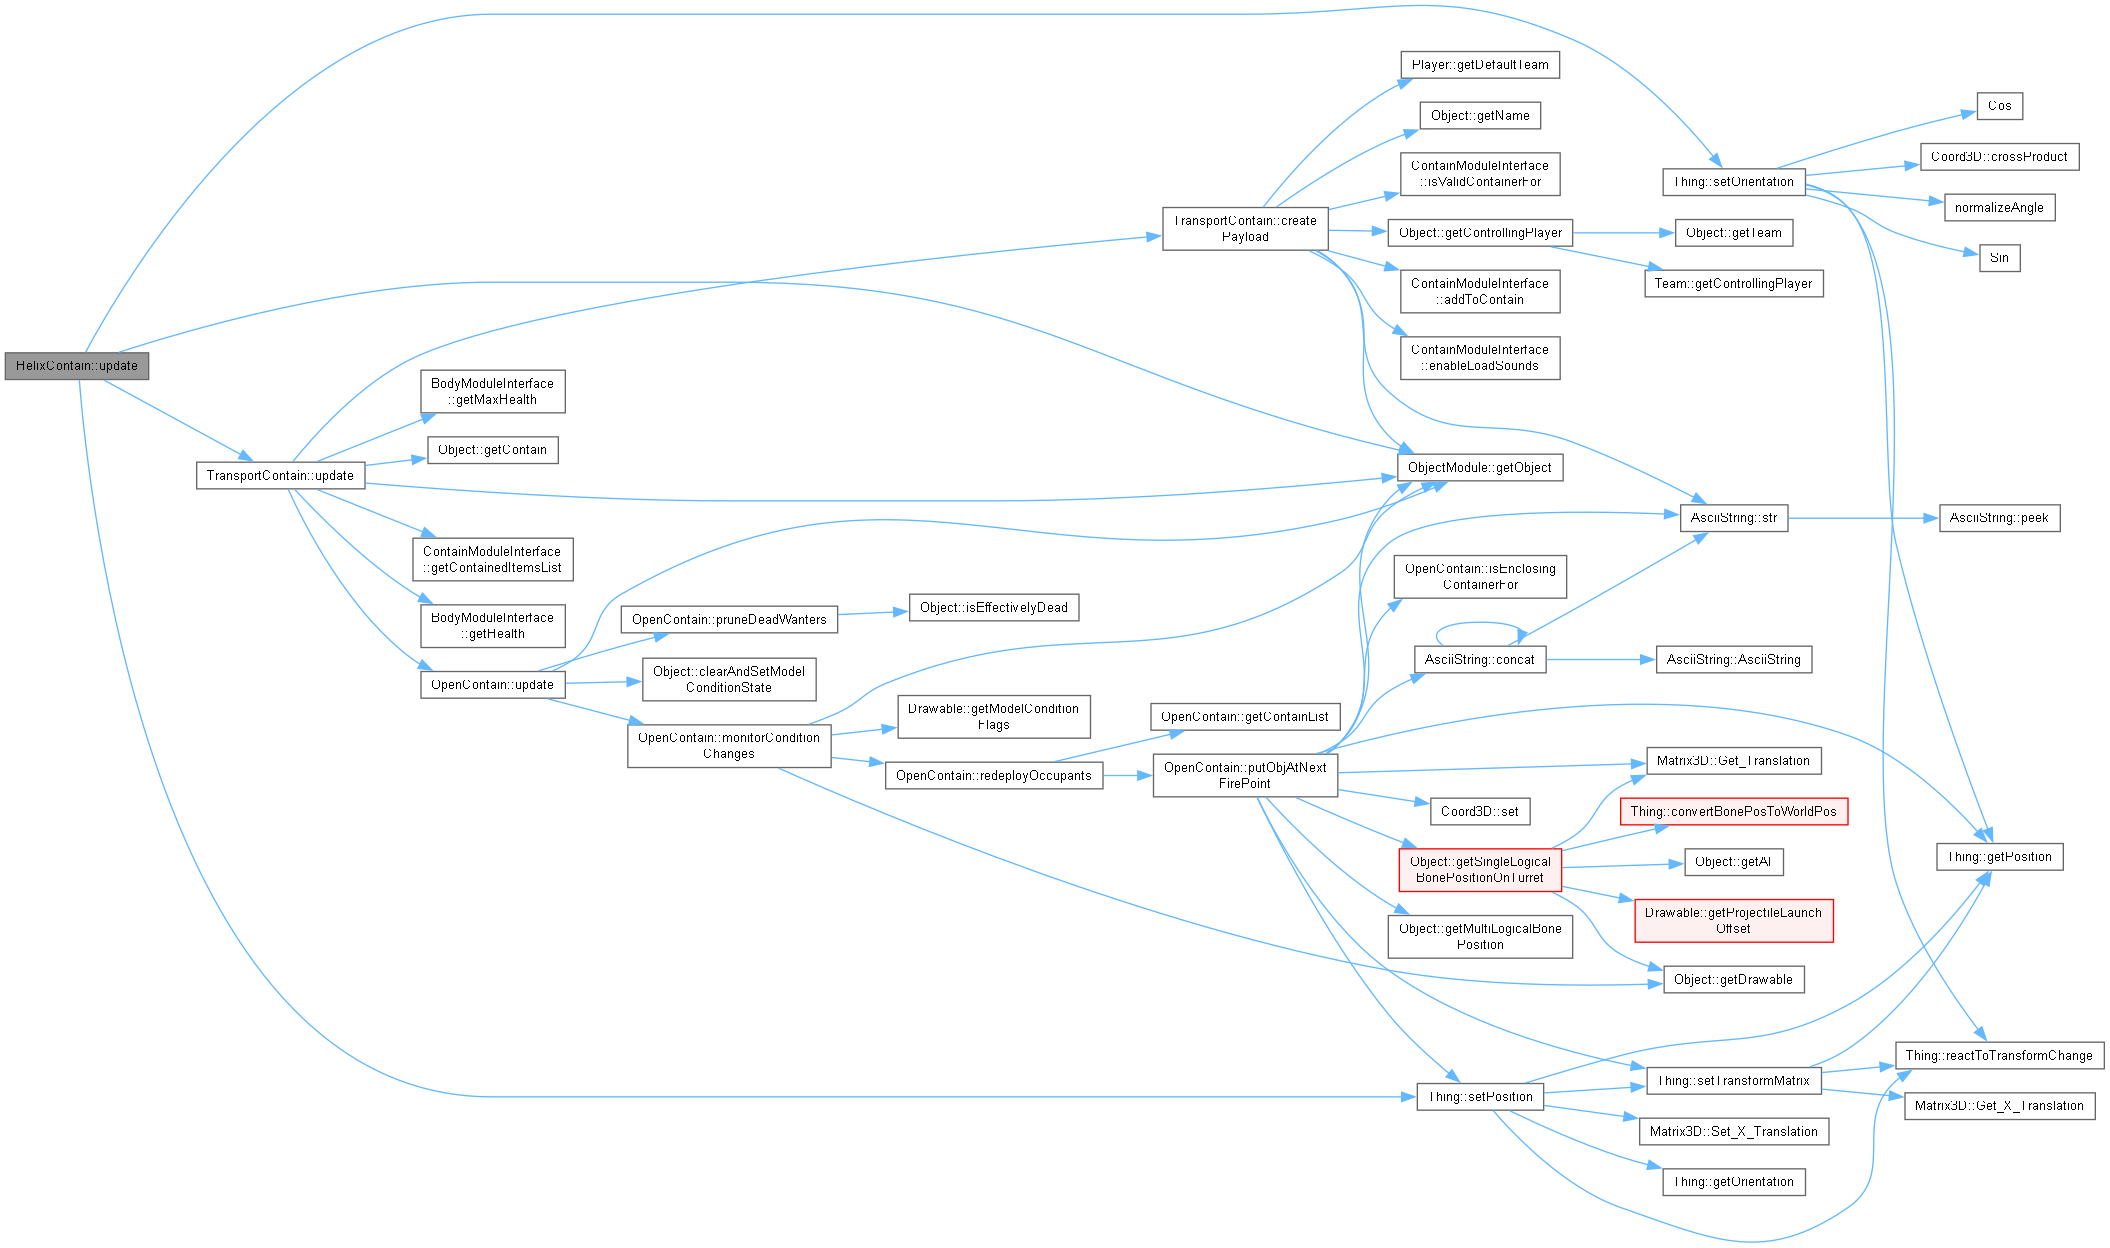 HelixContain::update
TransportContain::update
BodyModuleInterface
::getMaxHealth
Object::getContain
ContainModuleInterface
::getContainedItemsList
BodyModuleInterface
::getHealth
OpenContain::update
OpenContain::pruneDeadWanters
Object::isEffectivelyDead
Object::clearAndSetModel
ConditionState
OpenContain::monitorCondition
Changes
Drawable::getModelCondition
Flags
OpenContain::redeployOccupants
OpenContain::getContainList
OpenContain::putObjAtNext
FirePoint
TransportContain::create
Payload
Player::getDefaultTeam
Object::getName
ContainModuleInterface
::isValidContainerFor
Object::getControllingPlayer
ContainModuleInterface
::addToContain
ContainModuleInterface
::enableLoadSounds
Object::getTeam
Team::getControllingPlayer
ObjectModule::getObject
AsciiString::str
AsciiString::peek
OpenContain::isEnclosing
ContainerFor
AsciiString::concat
AsciiString::AsciiString
Matrix3D::Get_Translation
Coord3D::set
Thing::convertBonePosToWorldPos
Object::getSingleLogical
BonePositionOnTurret
Object::getAI
Drawable::getProjectileLaunch
Offset
Object::getMultiLogicalBone
Position
Object::getDrawable
Thing::setPosition
Thing::setTransformMatrix
Matrix3D::Set_X_Translation
Thing::getOrientation
Thing::setOrientation
Cos
Coord3D::crossProduct
normalizeAngle
Sin
Thing::getPosition
Thing::reactToTransformChange
Matrix3D::Get_X_Translation